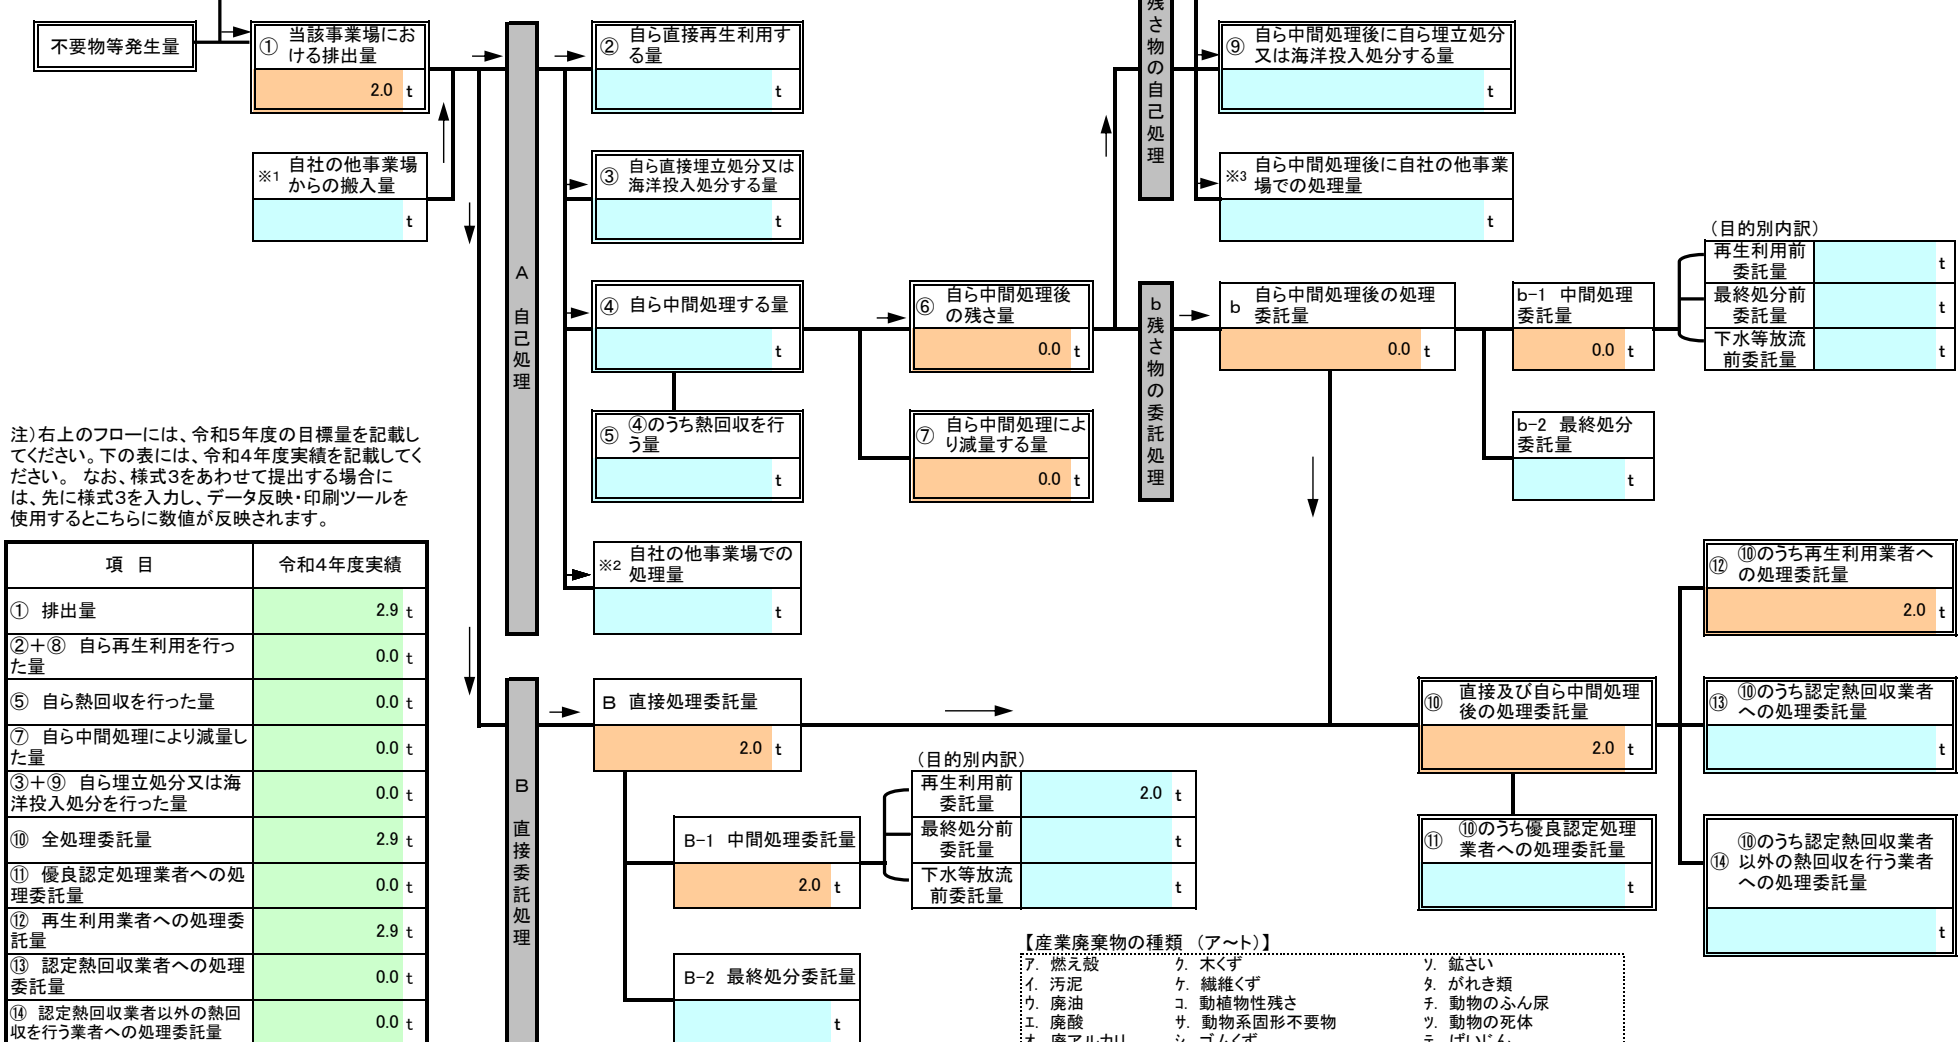 不要物等発生量
①
当該事業場にお
ける排出量
2.0 t
※1
自社の他事業場
からの搬入量
t
A 自己処理
②
自ら直接再生利用す
る量
t
③
自ら直接埋立処分又は
海洋投入処分する量
t
④ 自ら中間処理する量
t
⑤
④のうち熱回収を行
う量
t
※2
自社の他事業場での
処理量
t
⑥
自ら中間処理後
の残さ量
0.0 t
⑦
自ら中間処理によ
り減量する量
0.0 t
残さ物の自己処理
⑨
自ら中間処理後に自ら埋立処分
又は海洋投入処分する量
t
※3
自ら中間処理後に自社の他事業
場での処理量
t
b 残さ物の委託処理
b
自ら中間処理後の処理
委託量
0.0 t
b-1 中間処理
委託量
0.0 t
(目的別内訳)
再生利用前
委託量
t
最終処分前
委託量
t
下水等放流
前委託量
t
b-2 最終処分
委託量
t
注)右上のフローには、令和5年度の目標量を記載し
てください。下の表には、令和4年度実績を記載してく
ださい。 なお、様式3をあわせて提出する場合に
は、先に様式3を入力し、データ反映・印刷ツールを
使用するとこちらに数値が反映されます。
項 目 令和4年度実績
① 排出量 2.9 t
②+⑧ 自ら再生利用を行っ
た量
0.0 t
⑤ 自ら熱回収を行った量 0.0 t
⑦ 自ら中間処理により減量し
た量
0.0 t
③+⑨ 自ら埋立処分又は海
洋投入処分を行った量
0.0 t
⑩ 全処理委託量 2.9 t
⑪ 優良認定処理業者への処
理委託量
0.0 t
⑫ 再生利用業者への処理委
託量
2.9 t
⑬ 認定熱回収業者への処理
委託量
0.0 t
⑭ 認定熱回収業者以外の熱回
収を行う業者への処理委託量
0.0 t
B 直接委託処理
B 直接処理委託量
2.0 t
B-1 中間処理委託量
2.0 t
B-2 最終処分委託量
t
(目的別内訳)
再生利用前
委託量
2.0 t
最終処分前
委託量
t
下水等放流
前委託量
t
⑩
直接及び自ら中間処理
後の処理委託量
2.0 t
⑪
⑩のうち優良認定処理
業者への処理委託量
t
⑫
⑩のうち再生利用業者へ
の処理委託量
2.0 t
⑬
⑩のうち認定熱回収業者
への処理委託量
t
⑭
⑩のうち認定熱回収業者
以外の熱回収を行う業者
への処理委託量
t
【産業廃棄物の種類 (ア~ト)】
ア. 燃え殻 ク. 木くず ソ. 鉱さい
イ. 汚泥 ケ. 繊維くず タ. がれき類
ウ. 廃油 コ. 動植物性残さ チ. 動物のふん尿
エ. 廃酸 サ. 動物系固形不要物 ツ. 動物の死体
オ. 廃アルカリ シ. ゴムくず テ. ばいじん